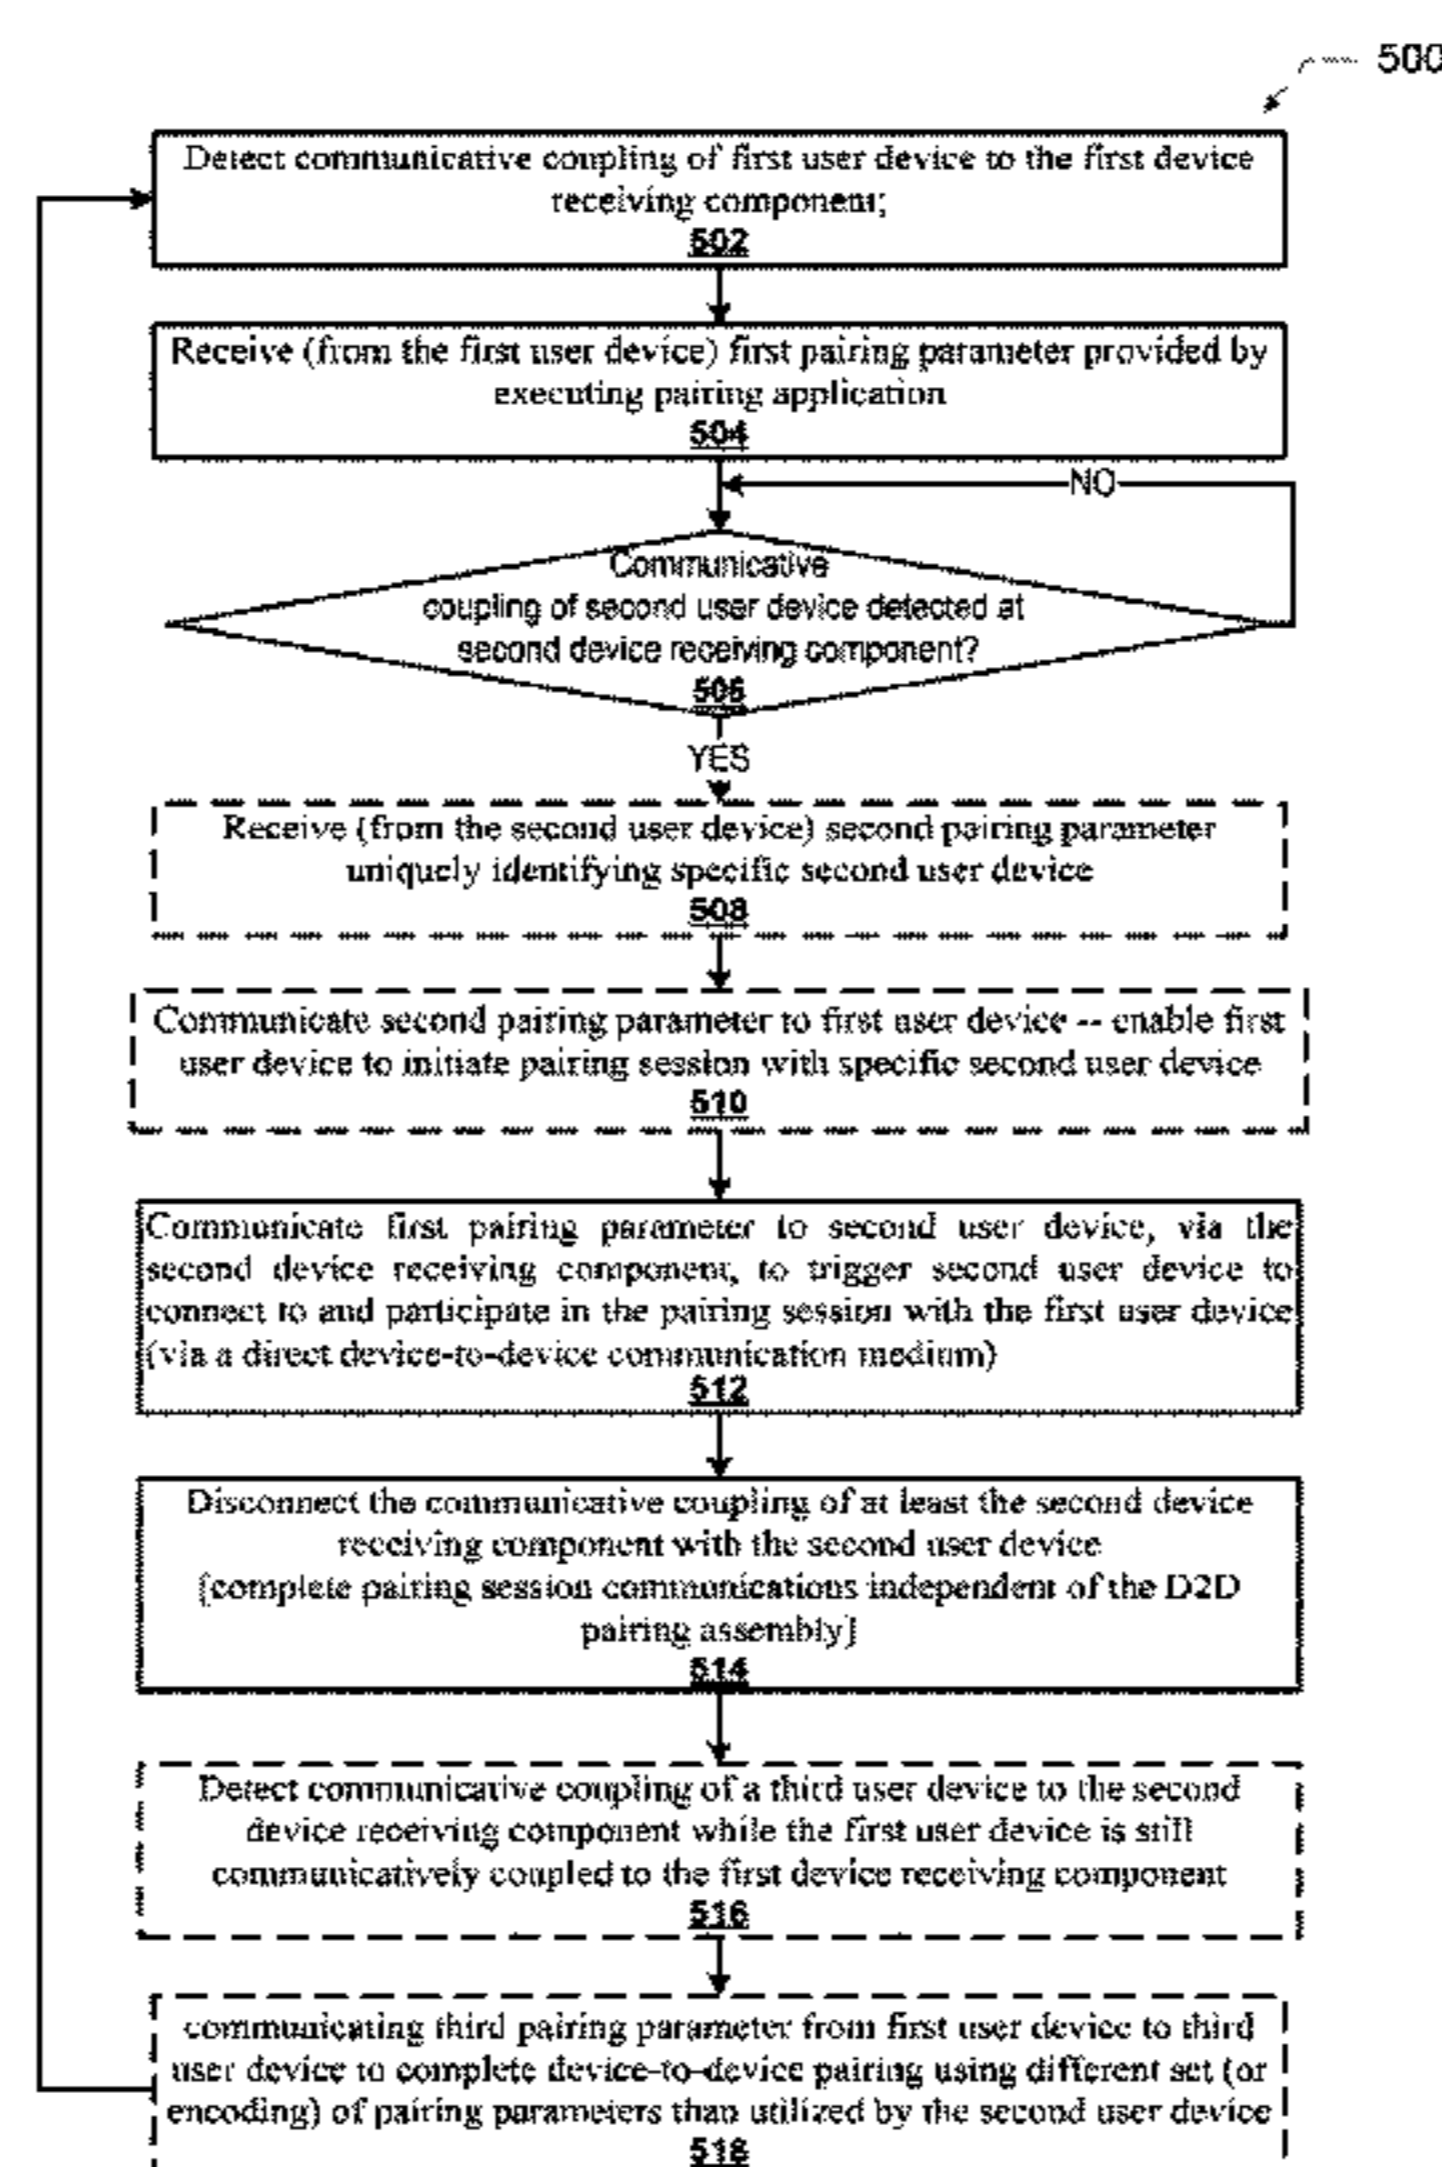 500
Detect communicative coupling of first user device to the first device
receiving component;
502
Receive (from the first user device) first pairing parameter provided by
executing pairing application
504
NO
Communicative
coupling of second user device detected at
second device receiving component?
506
YES
Receive (from the second user device) second pairing parameter
uniquely identifying specific second user device
508
Communicate second pairing parameter to first user device -- enable first
user device to initiate pairing session with specific second user device
510
Communicate first pairing parameter to second user device, via the
second device receiving component, to trigger second user device to
connect to and participate in the pairing session with the first user device
(via a direct device-to-device communication medium)
512
Disconnect the communicative coupling of at least the second device
receiving component with the second user device
[complete pairing session communications independent of the D2D
pairing assembly]
514
Detect communicative coupling of a third user device to the second
device receiving component while the first user device is still
communicatively coupled to the first device receiving component
516
communicating third pairing parameter from first user device to third
user device to complete device-to-device pairing using different set (or
encoding) of pairing parameters than utilized by the second user device
518